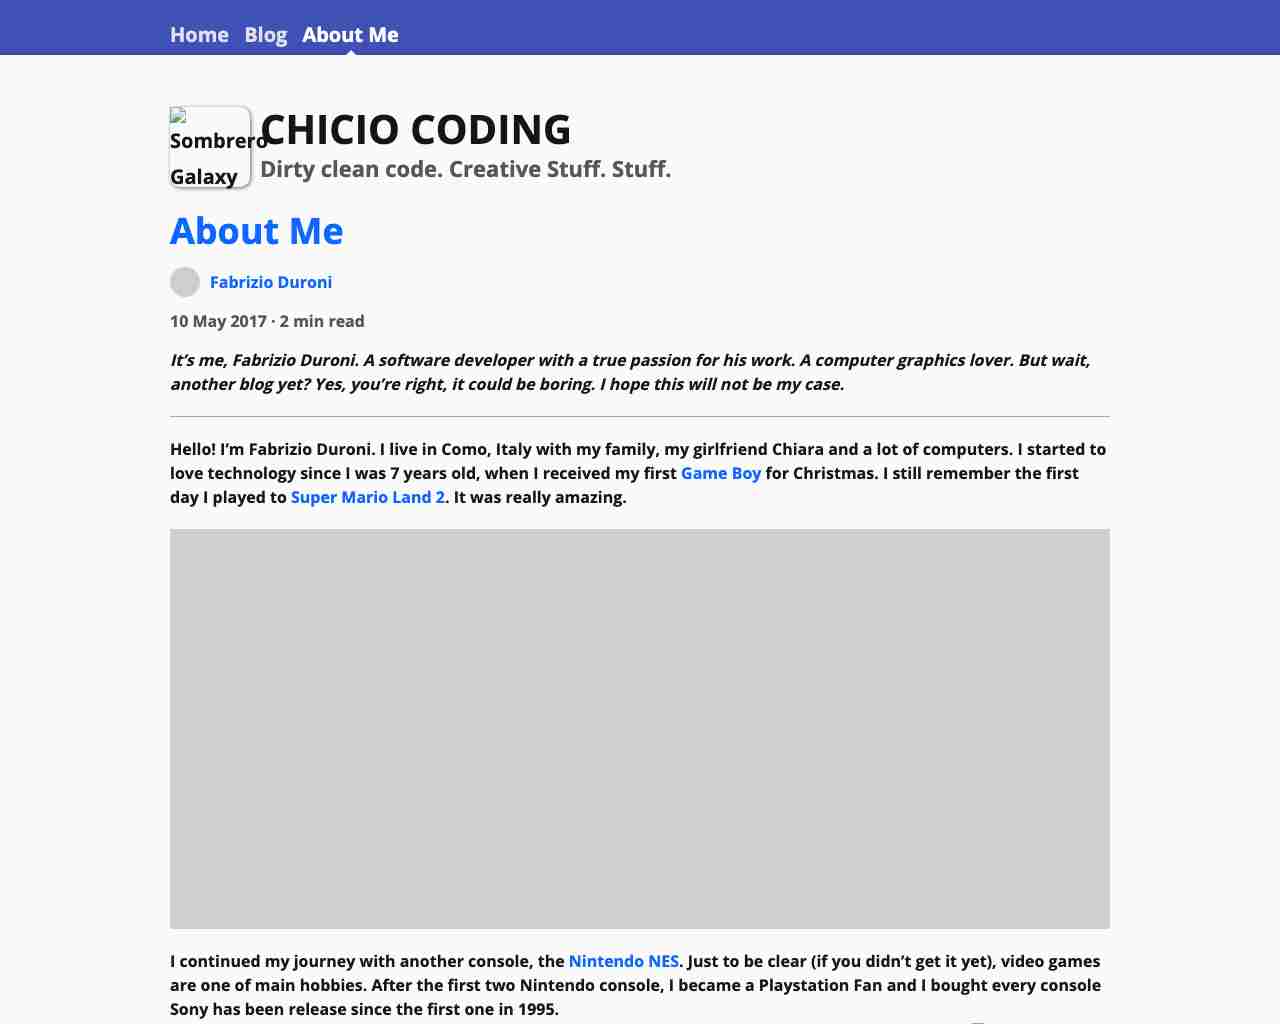 Home Blog About Me
Sombrero
Galaxy
CHICIO CODING
Dirty clean code. Creative Stuff. Stuff.
About Me
Fabrizio Duroni
10 May 2017 · 2 min read
It’s me, Fabrizio Duroni. A software developer with a true passion for his work. A computer graphics lover. But wait,
another blog yet? Yes, you’re right, it could be boring. I hope this will not be my case.
Hello! I’m Fabrizio Duroni. I live in Como, Italy with my family, my girlfriend Chiara and a lot of computers. I started to
love technology since I was 7 years old, when I received my first Game Boy for Christmas. I still remember the first
day I played to Super Mario Land 2. It was really amazing.
I continued my journey with another console, the Nintendo NES. Just to be clear (if you didn’t get it yet), video games
are one of main hobbies. After the first two Nintendo console, I became a Playstation Fan and I bought every console
Sony has been release since the first one in 1995.